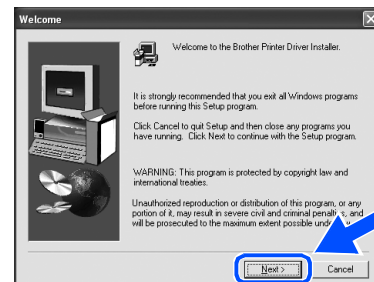 Welcome
Welcome to the Brother Printer Driver Installer.
It is strongly recommended that you exit all Windows programs
before running this Setup program.
Click Cancel to quit Setup and then close any programs you
have running. Click Next to continue with the Setup program.
WARNING: This program is protected by copyright law and
international treaties.
Unauthorized reproduction or distribution of this program, or any
portion of it, may result in severe civil and criminal penalties, and
will be prosecuted to the maximum extent possible under
Next >
Cancel